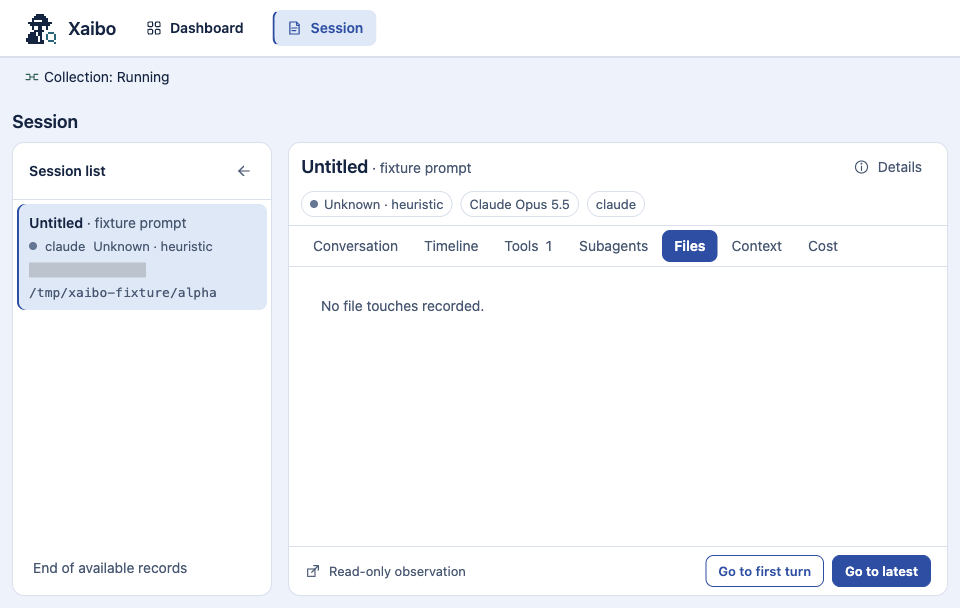 Xaibo
Dashboard
Session
Collection: Running
Session
Session list
Untitled · fixture prompt
claude Unknown · heuristic
/tmp/xaibo-fixture/alpha
End of available records
Untitled · fixture prompt
Details
Unknown · heuristic
Claude Opus 5.5
claude
Conversation
Timeline
Tools 1
Subagents
Files
Context
Cost
No file touches recorded.
Read-only observation
Go to first turn
Go to latest